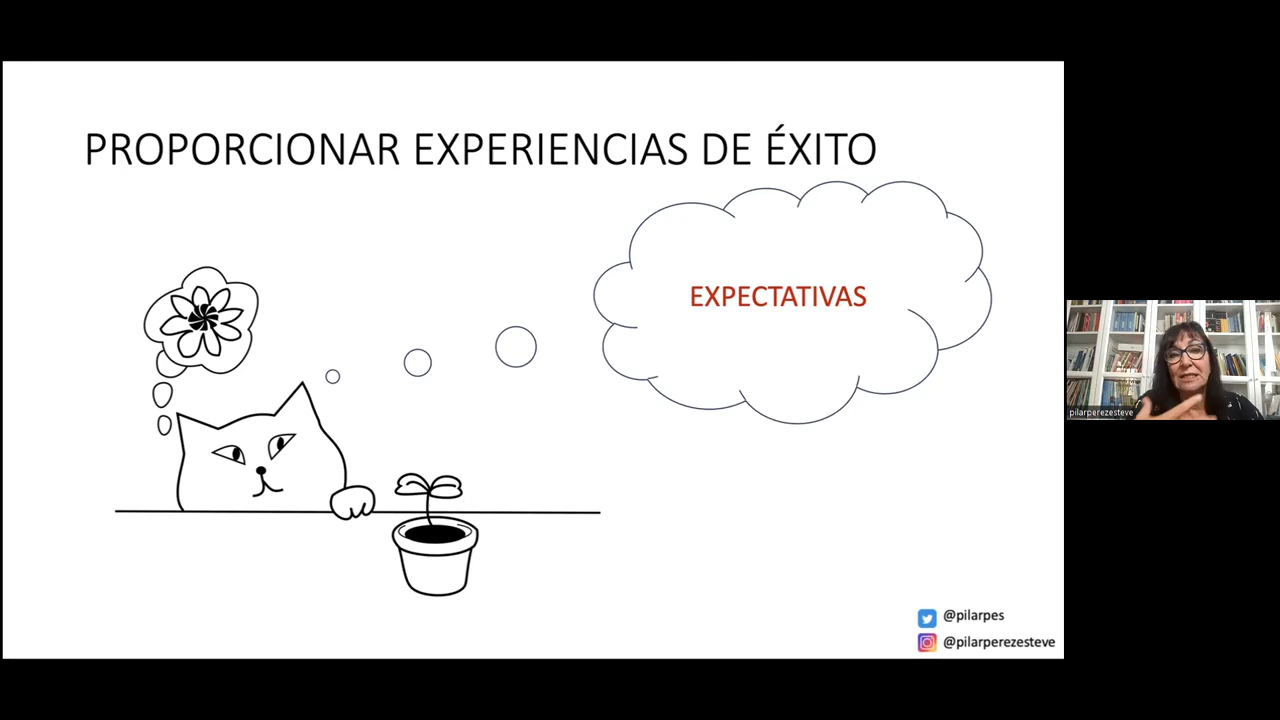 PROPORCIONAR EXPERIENCIAS DE ÉXITO
EXPECTATIVAS
pilarperezesteve
@pilarpes
@pilarperezesteve